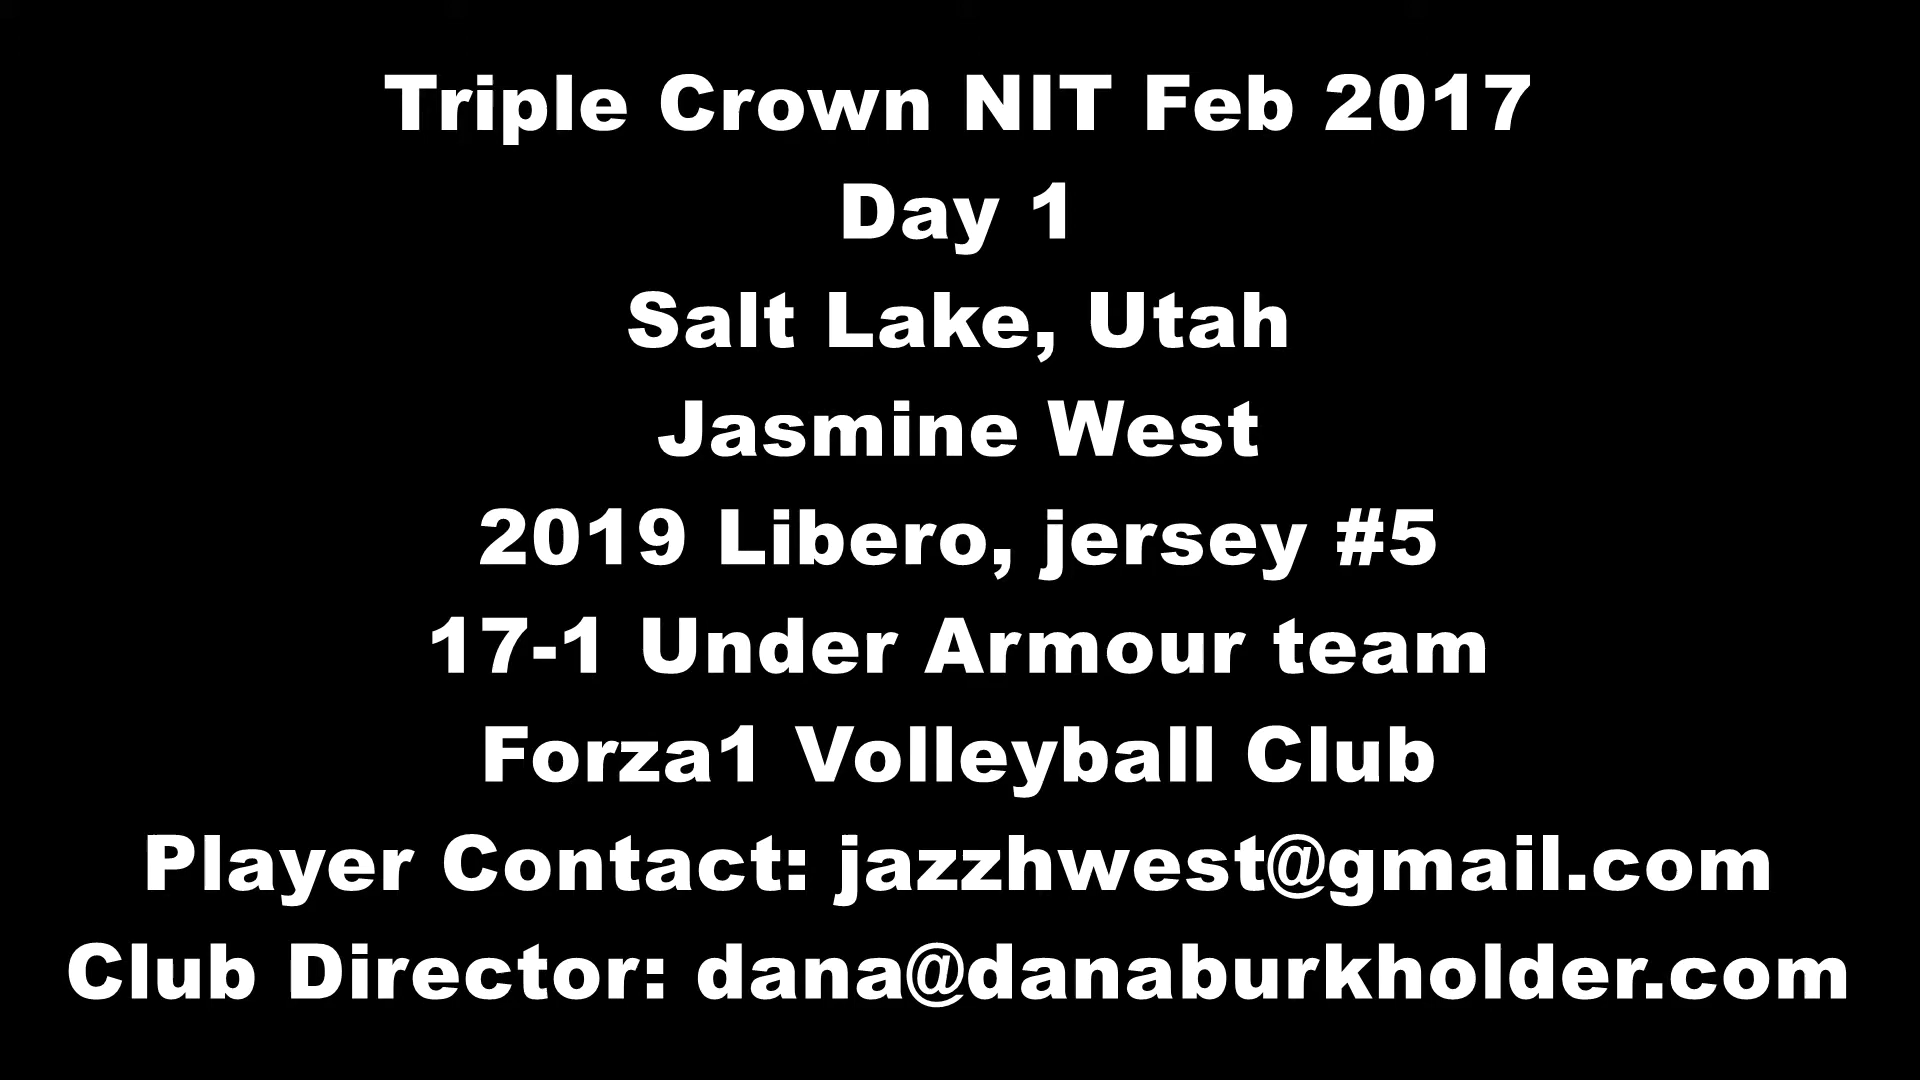 Triple Crown NIT Feb 2017
Day 1
Salt Lake, Utah
Jasmine West
2019 Libero, jersey #5
17-1 Under Armour team
Forza1 Volleyball Club
Player Contact: jazzhwest@gmail.com
Club Director: dana@danaburkholder.com